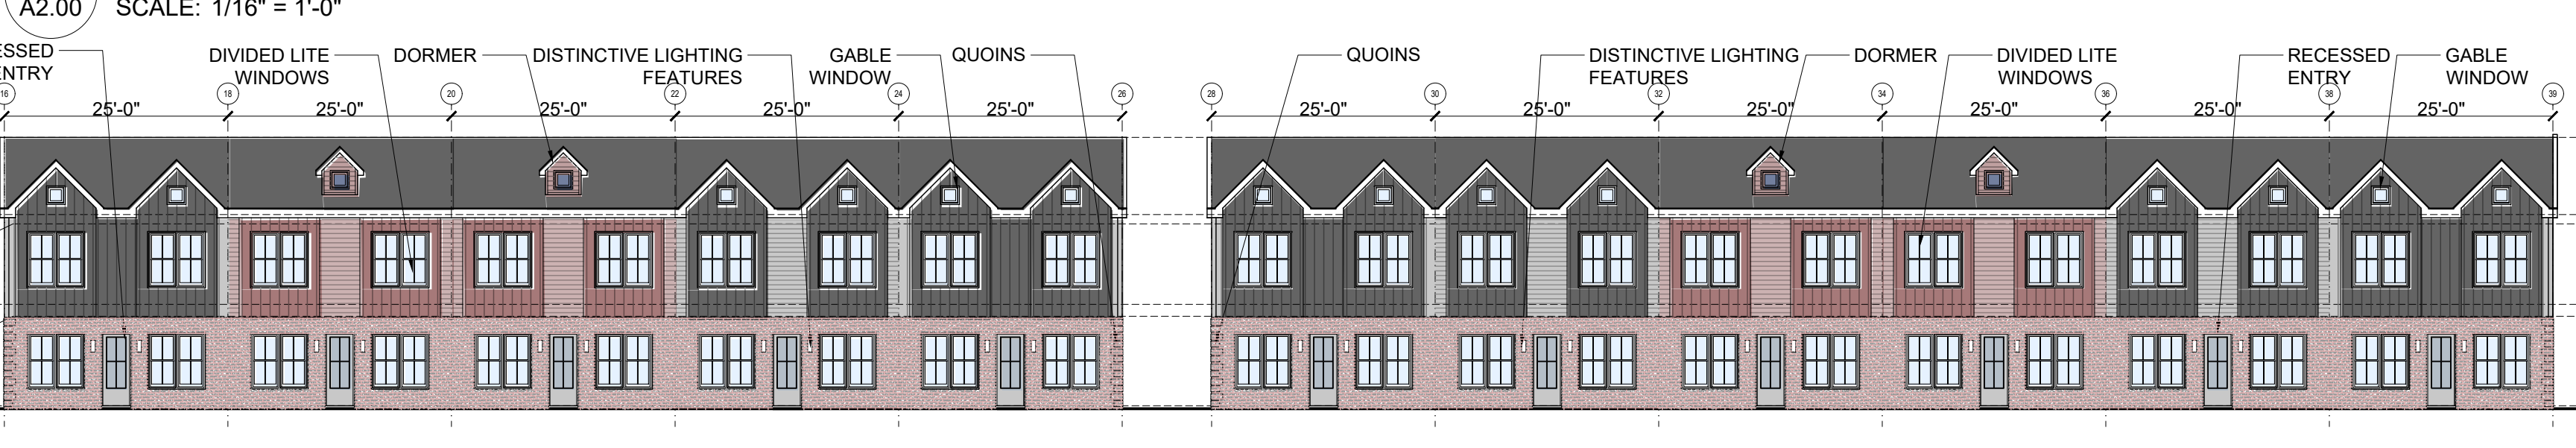 A2.00 SCALE: 1/16" = 1'-0"
ESSED
ENTRY
DIVIDED LITE
WINDOWS
DORMER
DISTINCTIVE LIGHTING
FEATURES
GABLE
WINDOW
QUOINS
QUOINS
DISTINCTIVE LIGHTING
FEATURES
DORMER
DIVIDED LITE
WINDOWS
RECESSED
ENTRY
GABLE
WINDOW
16 18 20 22 24 26 28 30 32 34 36 38 39
25'-0" 25'-0" 25'-0" 25'-0" 25'-0" 25'-0" 25'-0" 25'-0" 25'-0" 25'-0" 25'-0"